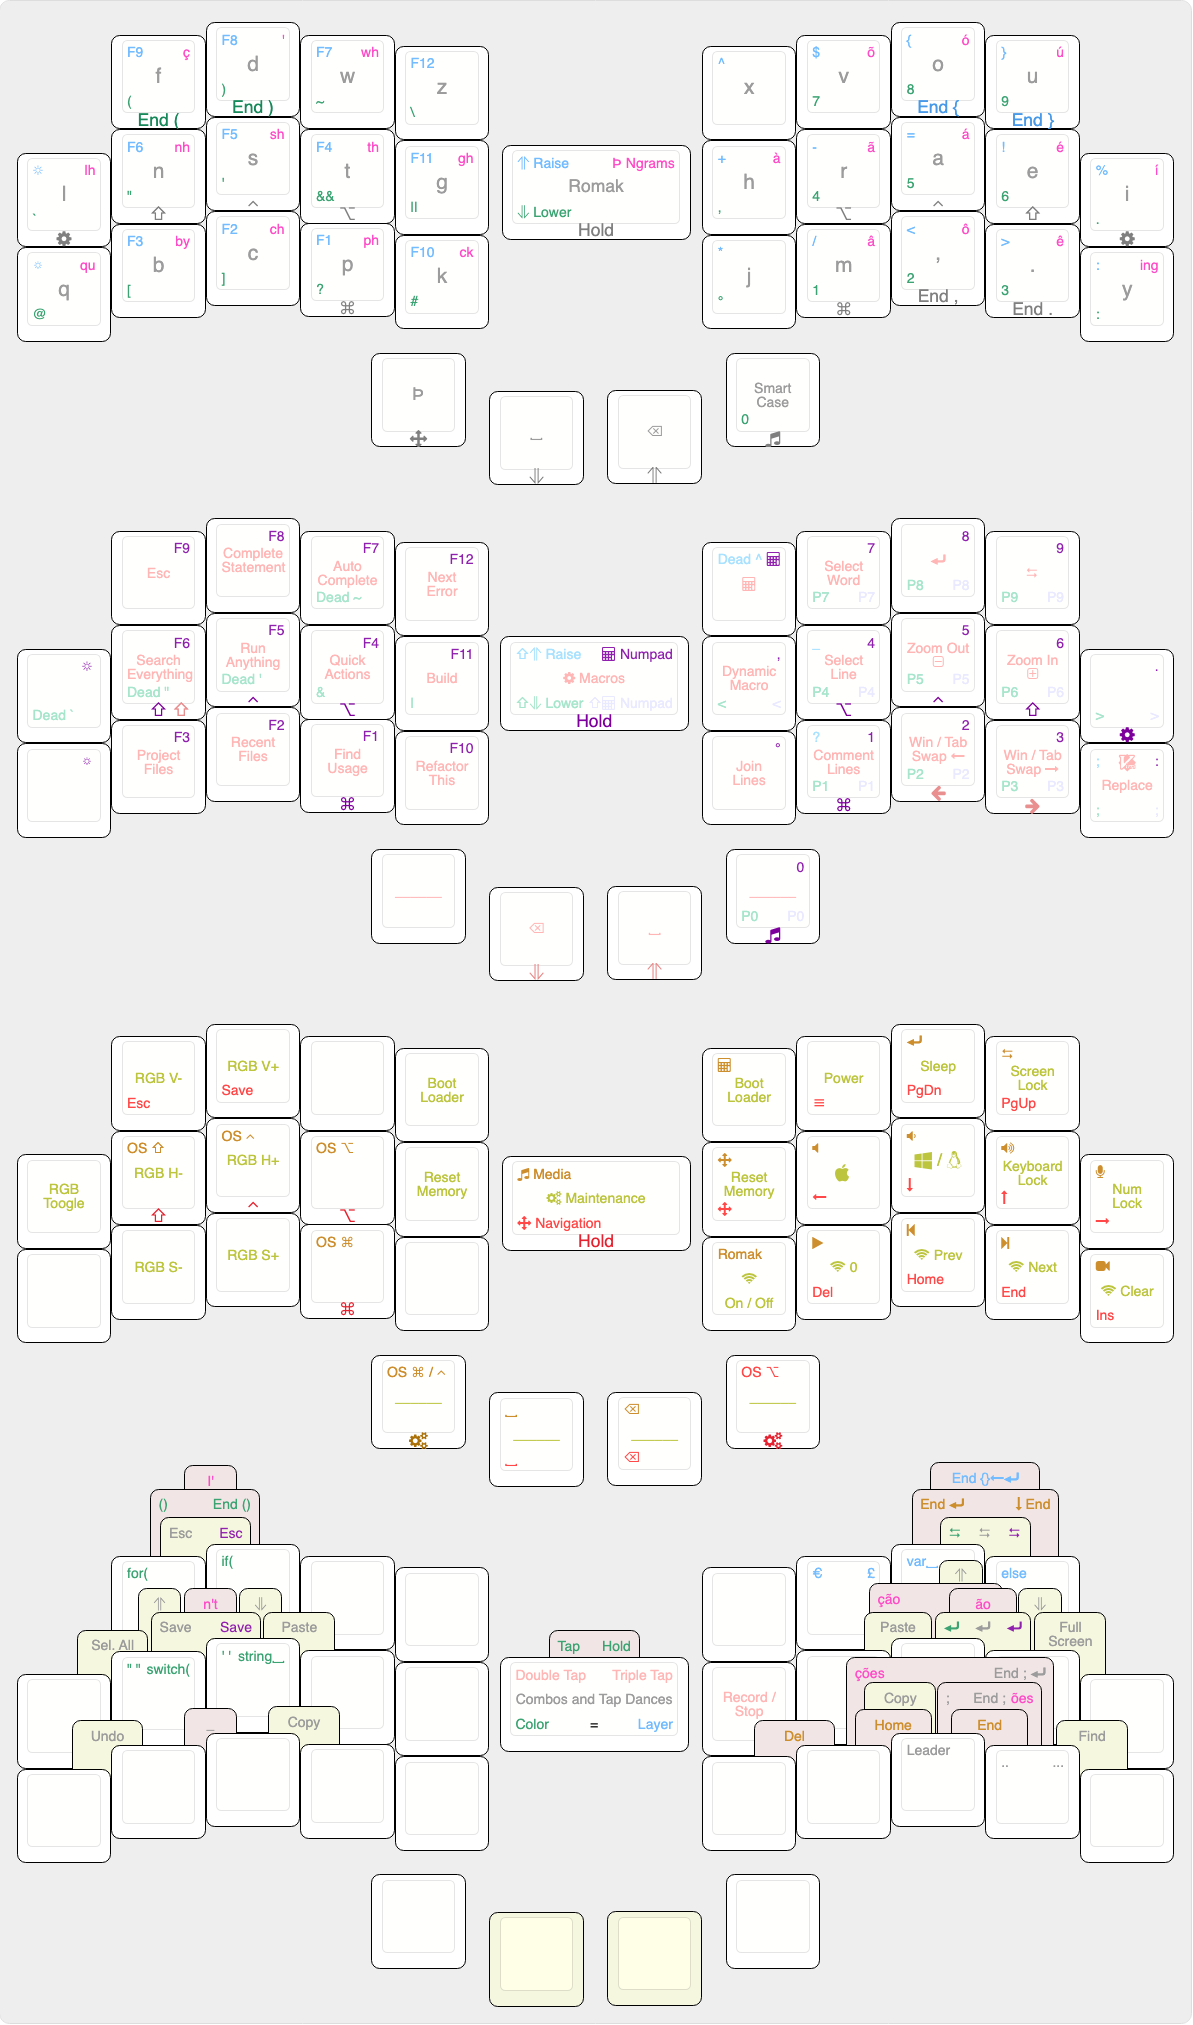 F9 ç
f
(
End (
F8 '
d
)
End )
F7 wh
w
~
F12
z
\
^
x
$ õ
v
7
{ ó
o
8
End {
} ú
u
9
End }
lh
l
`
F6 nh
n
"
F5 sh
s
'
F4 th
t
&&
F11 gh
g
||
⇑ Raise Þ Ngrams
Romak
⇓ Lower
Hold
+ à
h
,
- ã
r
4
= á
a
5
! é
e
6
% í
i
.
qu
q
@
F3 by
b
[
F2 ch
c
]
F1 ph
p
?
⌘
F10 ck
k
#
*
j
°
/ â
m
1
⌘
< ô
,
2
End ,
> ê
.
3
End .
: ing
y
:
Þ
Smart
Case
0
F9
Esc
F8
Complete
Statement
F7
Auto
Complete
Dead ~
F12
Next
Error
Dead ^
7
Select
Word
P7 P7
8
P8 P8
9
P9 P9
Dead `
F6
Search
Everything
Dead "
F5
Run
Anything
Dead '
F4
Quick
Actions
&
F11
Build
|
⇧⇑ Raise Numpad
Macros
⇧⇓ Lower ⇧ Numpad
Hold
,
Dynamic
Macro
< <
_ 4
Select
Line
P4 P4
5
Zoom Out
P5 P5
6
Zoom In
P6 P6
.
> >
F3
Project
Files
F2
Recent
Files
F1
Find
Usage
⌘
F10
Refactor
This
°
Join
Lines
? 1
Comment
Lines
P1 P1
⌘
2
Win / Tab
Swap ←
P2 P2
3
Win / Tab
Swap →
P3 P3
; :
Replace
; ;
0
P0 P0
RGB V-
Esc
RGB V+
Save
Boot
Loader
Boot
Loader
Power
≡
Sleep
PgDn
Screen
Lock
PgUp
RGB
Toogle
OS ⇧
RGB H-
OS ^
RGB H+
OS ⌥
Reset
Memory
Media
Maintenance
Navigation
Hold
Reset
Memory
←
/
↓
Keyboard
Lock
↑
Num
Lock
→
RGB S-
RGB S+
OS ⌘
⌘
Romak
On / Off
0
Del
Prev
Home
Next
End
Clear
Ins
OS ⌘ / ^
OS ⌥
I'
() End ()
Esc Esc
for(
if(
n't
Save Save
Paste
Sel. All
" " switch(
' ' string
Undo
_
Copy
Tap Hold
Double Tap Triple Tap
Combos and Tap Dances
Color = Layer
End {}←↵
End ↵ ↓ End
€ £
var
else
ção
ão
Paste
Full
Screen
Record /
Stop
ções End ; ↵
Copy
; End ; ões
Del
Home
End
Find
Leader
.. ...